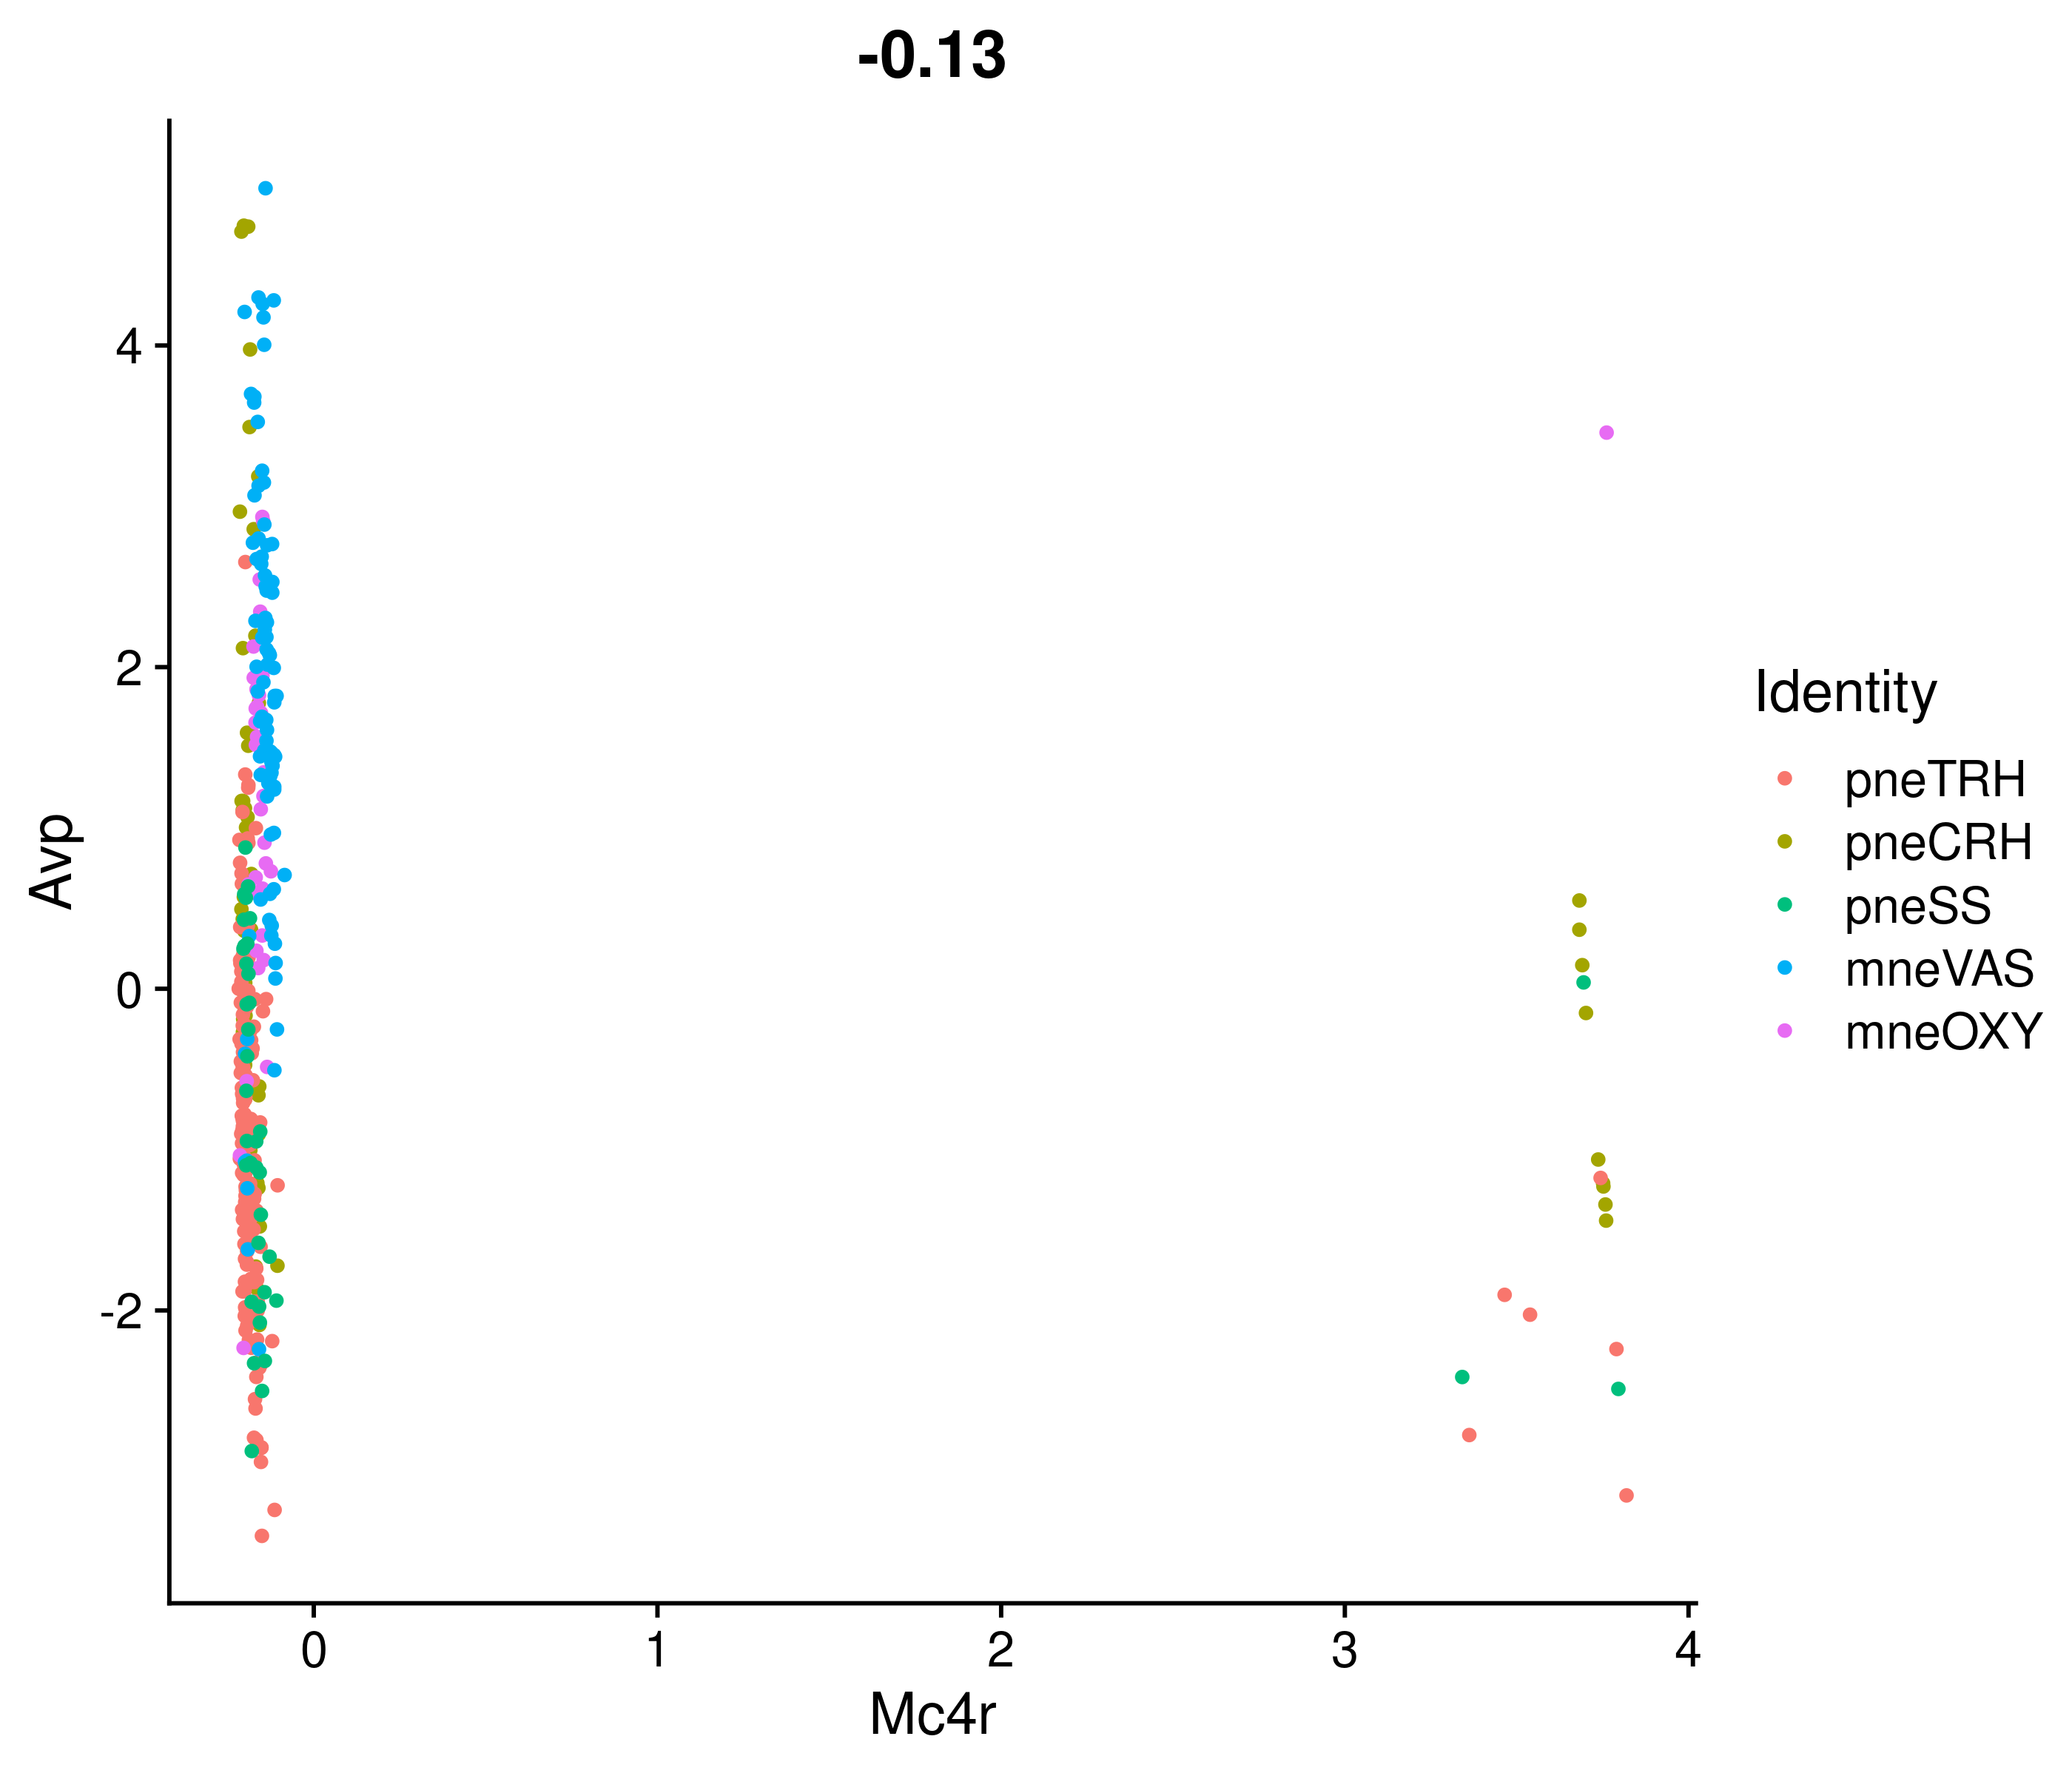 -0.13
Avp
4
2
0
-2
0 1 2 3 4
Mc4r
Identity
pneTRH
pneCRH
pneSS
mneVAS
mneOXY